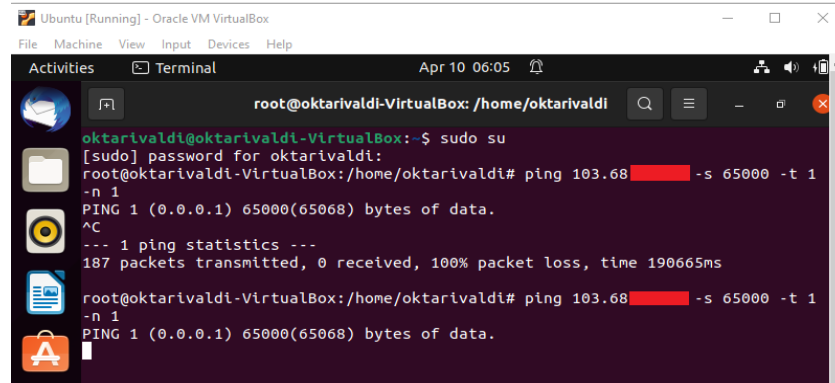 Ubuntu [Running] - Oracle VM VirtualBox
File Machine View Input Devices Help
Activities Terminal Apr 10 06:05
root@oktarivaldi-VirtualBox: /home/oktarivaldi
oktarivaldi@oktarivaldi-VirtualBox:~$ sudo su
[sudo] password for oktarivaldi:
root@oktarivaldi-VirtualBox:/home/oktarivaldi# ping 103.68 -s 65000 -t 1
-n 1
PING 1 (0.0.0.1) 65000(65068) bytes of data.
^C
--- 1 ping statistics ---
187 packets transmitted, 0 received, 100% packet loss, time 190665ms
root@oktarivaldi-VirtualBox:/home/oktarivaldi# ping 103.68 -s 65000 -t 1
-n 1
PING 1 (0.0.0.1) 65000(65068) bytes of data.